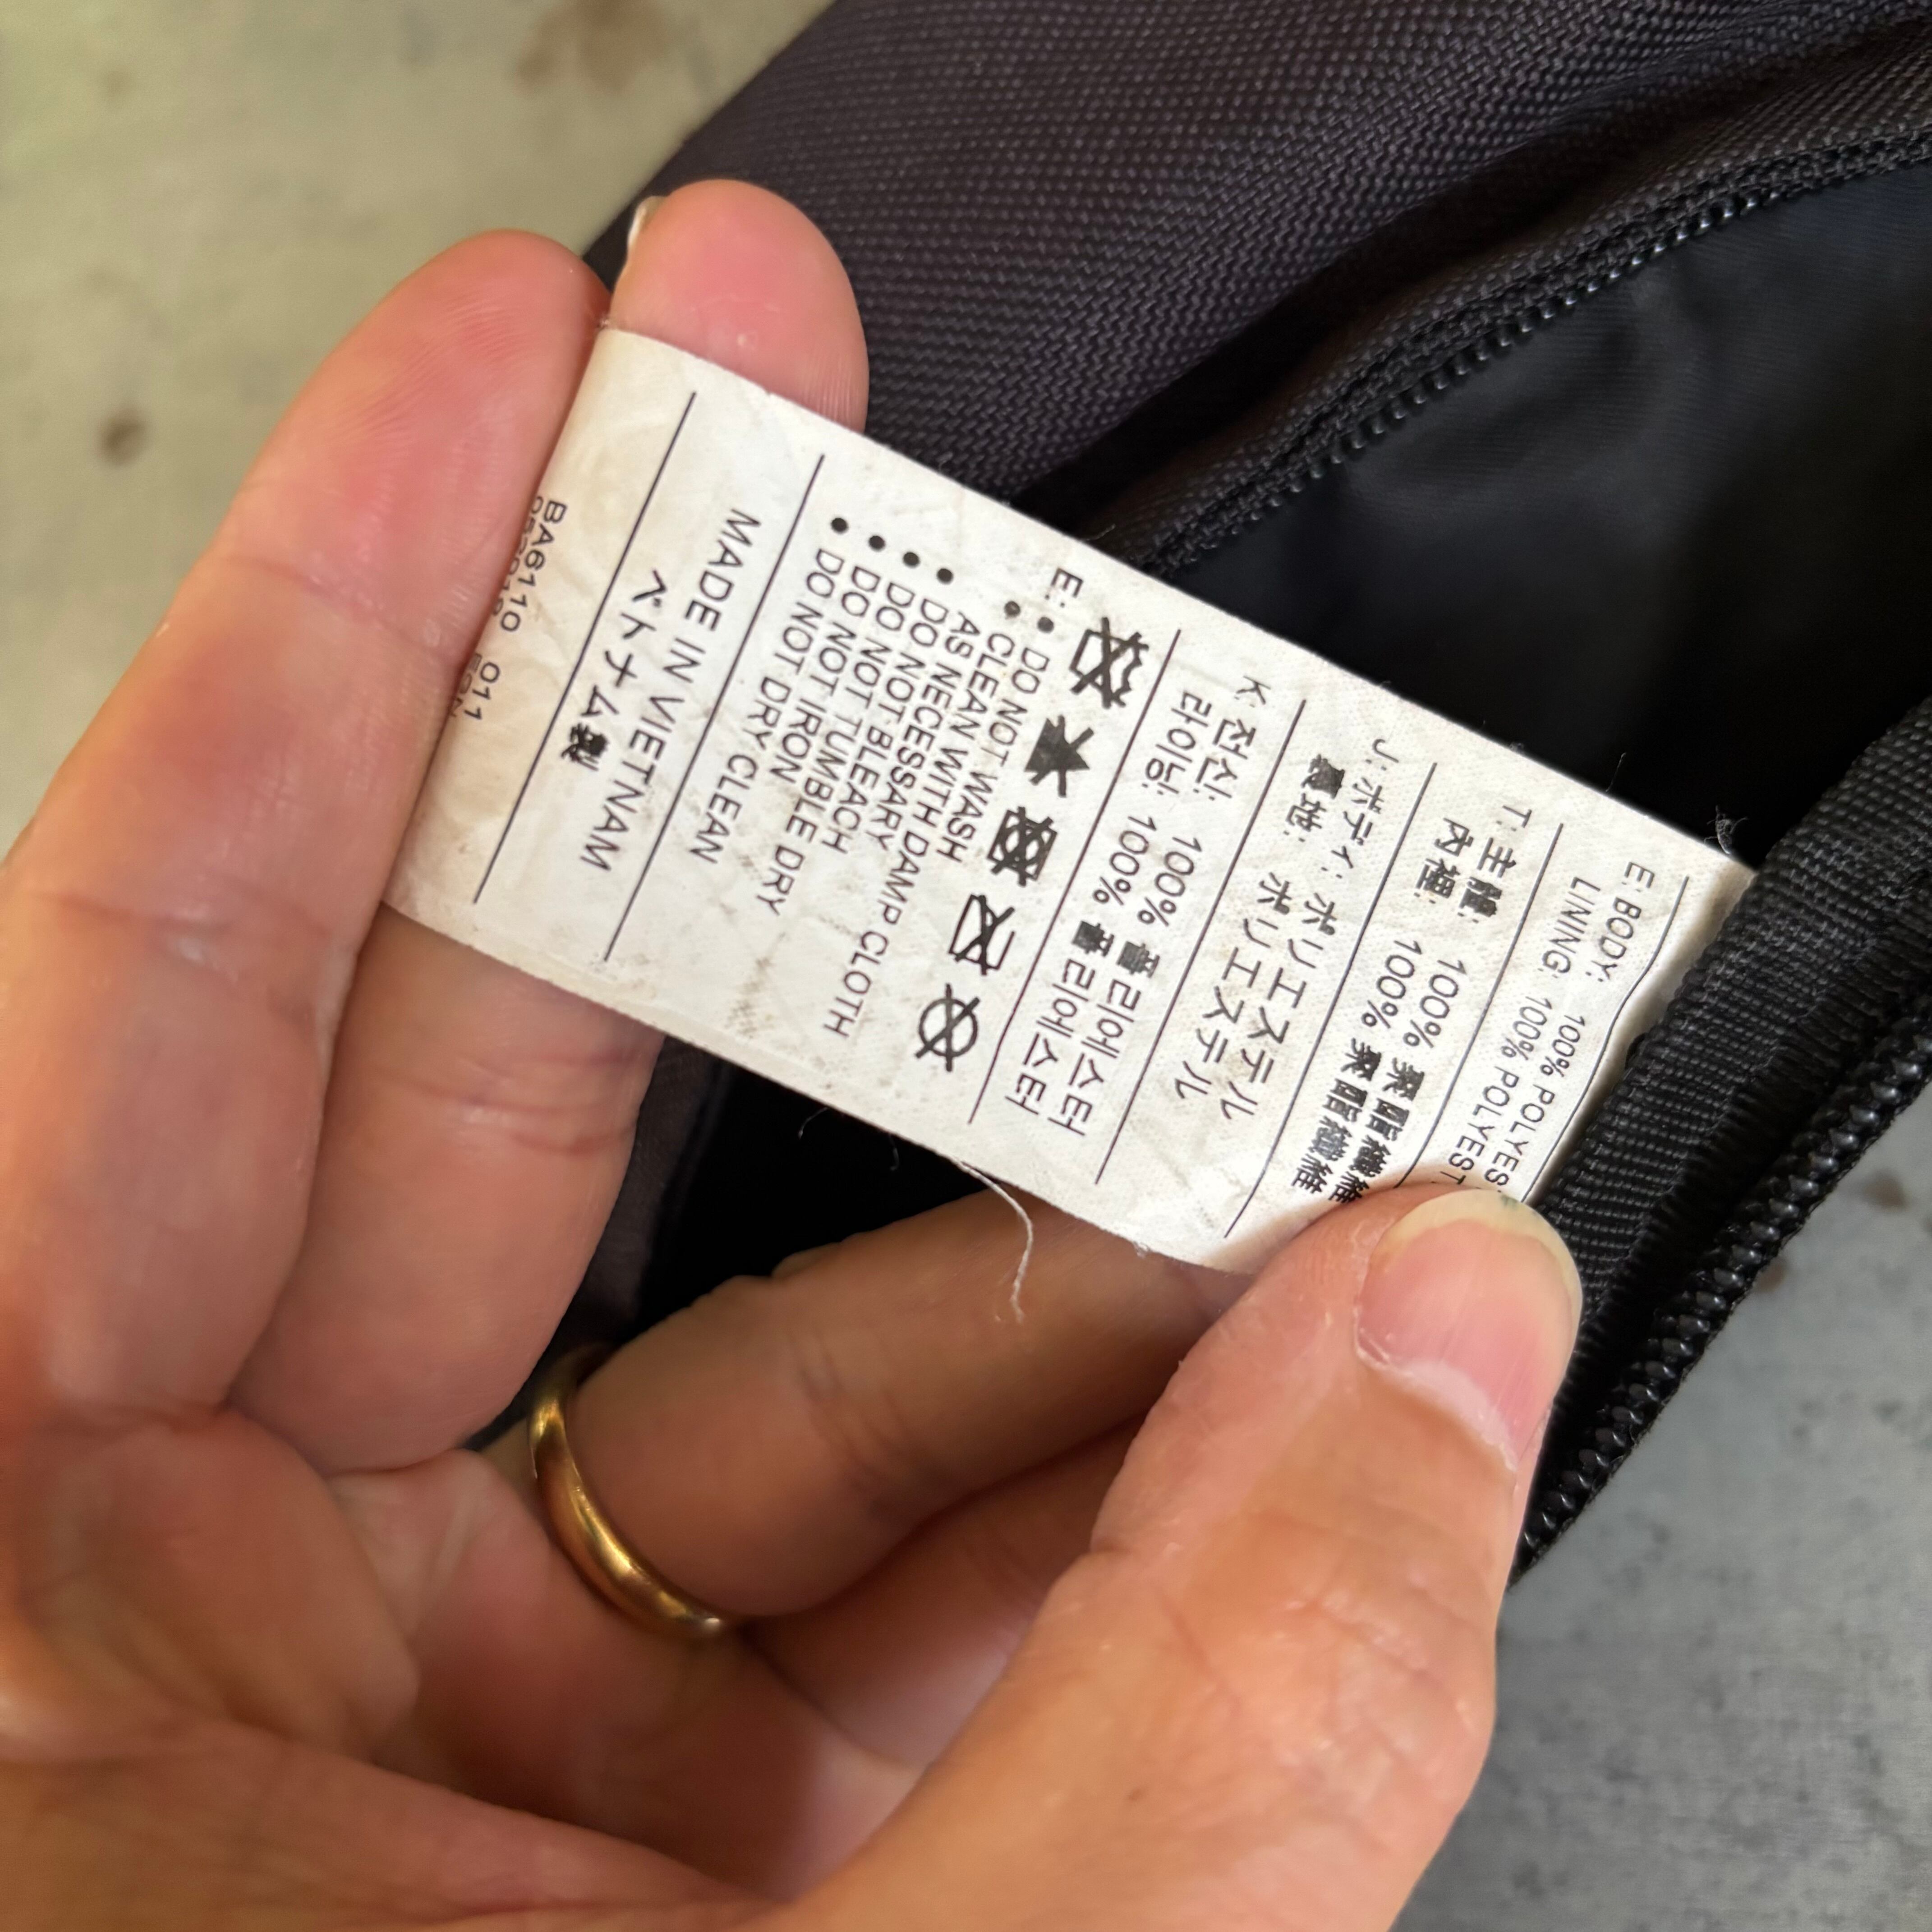 E: BODY: 100% POLYES
LINING: 100% POLYEST
T: 主體: 100% 聚酯纖維
內裡: 100% 聚酯纖維
J: ボディ: ポリエステル
裏地: ポリエステル
K: 전신: 100% 폴리에스터
라이닝: 100% 폴리에스터
E: • DO NOT WASH
• CLEAN WITH DAMP CLOTH
AS NECESSARY
• DO NOT BLEACH
• DO NOT TUMBLE DRY
• DO NOT IRON
• DO NOT DRY CLEAN
MADE IN VIETNAM
ベトナム製
BA6110 011